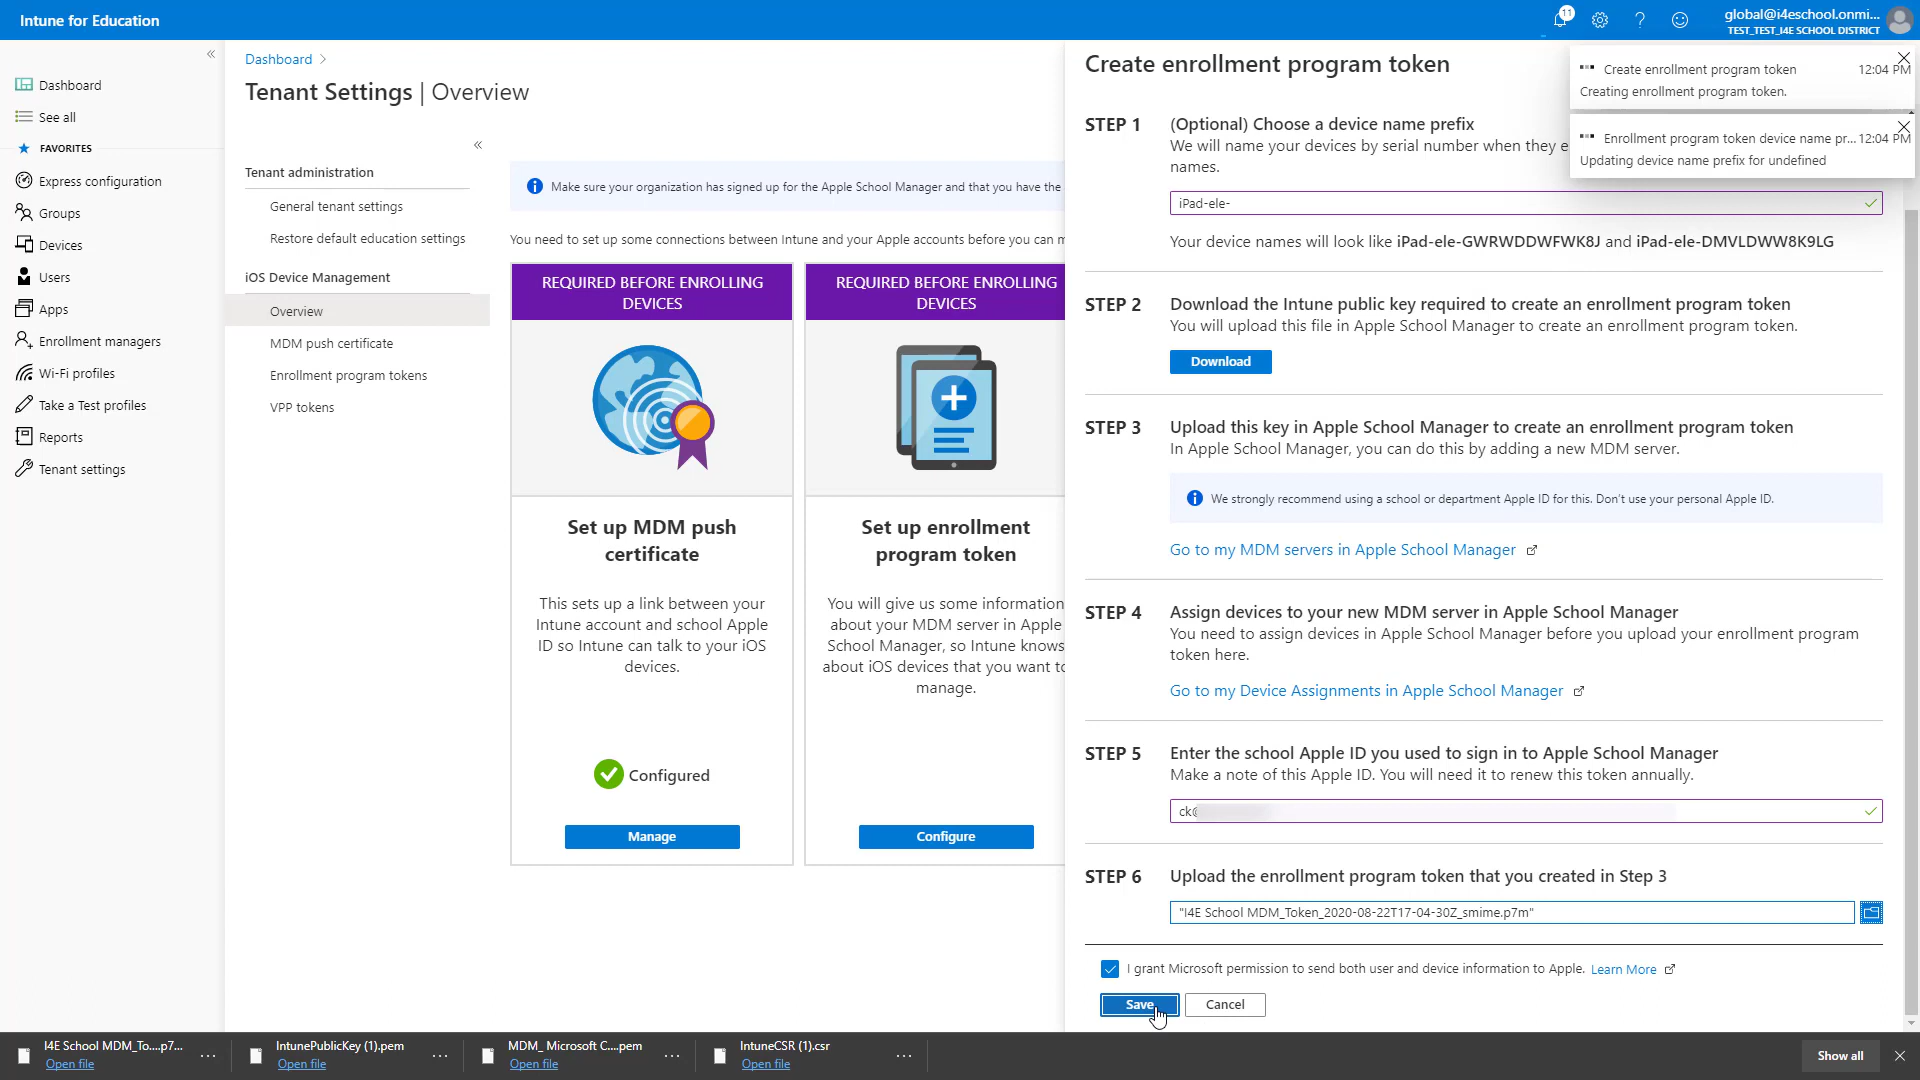 Intune for Education
11
global@i4eschool.onmi...
TEST_TEST_I4E SCHOOL DISTRICT
Dashboard
See all
FAVORITES
Express configuration
Groups
Devices
Users
Apps
Enrollment managers
Wi-Fi profiles
Take a Test profiles
Reports
Tenant settings
Dashboard
Tenant Settings | Overview
Tenant administration
General tenant settings
Restore default education settings
iOS Device Management
Overview
MDM push certificate
Enrollment program tokens
VPP tokens
Make sure your organization has signed up for the Apple School Manager and that you have the
You need to set up some connections between Intune and your Apple accounts before you can m
REQUIRED BEFORE ENROLLING
DEVICES
Set up MDM push
certificate
This sets up a link between your
Intune account and school Apple
ID so Intune can talk to your iOS
devices.
Configured
Manage
REQUIRED BEFORE ENROLLING
DEVICES
Set up enrollment
program token
You will give us some information
about your MDM server in Apple
School Manager, so Intune knows
about iOS devices that you want to
manage.
Configure
Create enrollment program token
Create enrollment program token 12:04 PM
Creating enrollment program token.
Enrollment program token device name pr... 12:04 PM
Updating device name prefix for undefined
STEP 1
(Optional) Choose a device name prefix
We will name your devices by serial number when they e
names.
iPad-ele-
Your device names will look like iPad-ele-GWRWDDWFWK8J and iPad-ele-DMVLDWW8K9LG
STEP 2
Download the Intune public key required to create an enrollment program token
You will upload this file in Apple School Manager to create an enrollment program token.
Download
STEP 3
Upload this key in Apple School Manager to create an enrollment program token
In Apple School Manager, you can do this by adding a new MDM server.
We strongly recommend using a school or department Apple ID for this. Don't use your personal Apple ID.
Go to my MDM servers in Apple School Manager
STEP 4
Assign devices to your new MDM server in Apple School Manager
You need to assign devices in Apple School Manager before you upload your enrollment program
token here.
Go to my Device Assignments in Apple School Manager
STEP 5
Enter the school Apple ID you used to sign in to Apple School Manager
Make a note of this Apple ID. You will need it to renew this token annually.
ck@
STEP 6
Upload the enrollment program token that you created in Step 3
"I4E School MDM_Token_2020-08-22T17-04-30Z_smime.p7m"
I grant Microsoft permission to send both user and device information to Apple. Learn More
Save
Cancel
I4E School MDM_To....p7...
Open file
IntunePublicKey (1).pem
Open file
MDM_ Microsoft C....pem
Open file
IntuneCSR (1).csr
Open file
Show all